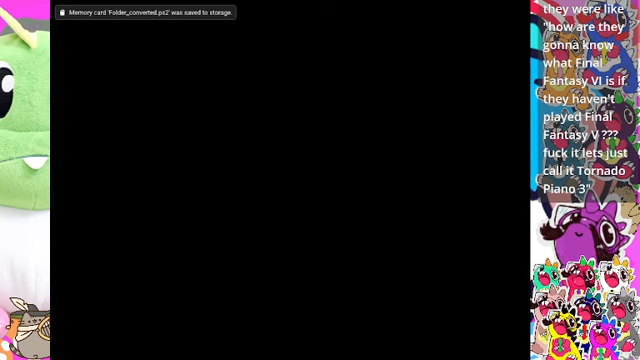 Memory card 'Folder_converted.ps2' was saved to storage.
they were like
"how are they
gonna know
what Final
Fantasy VI is if
they haven't
played Final
Fantasy V ???
fuck it lets just
call it Tornado
Piano 3"